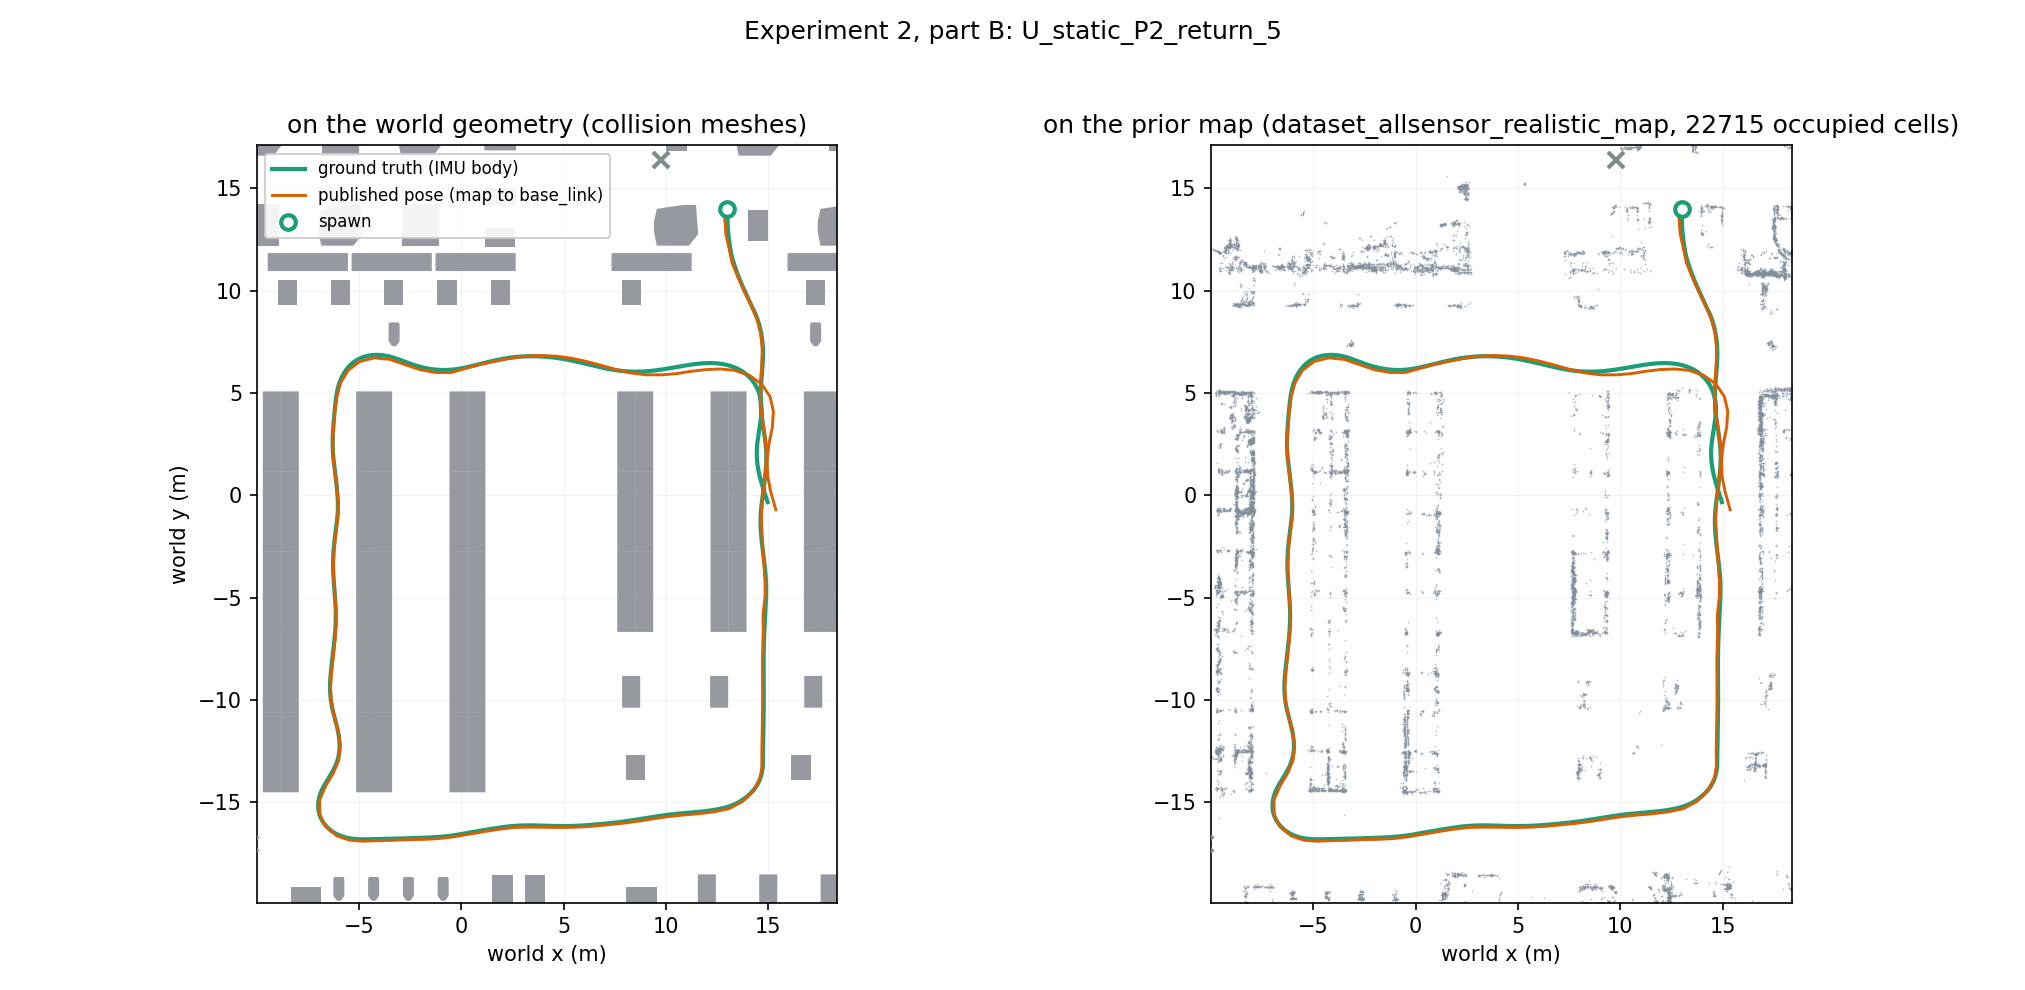 Experiment 2, part B: U_static_P2_return_5
on the world geometry (collision meshes)
ground truth (IMU body)
published pose (map to base_link)
spawn
15
10
5
0
−5
−10
−15
world y (m)
−5
0
5
10
15
world x (m)
on the prior map (dataset_allsensor_realistic_map, 22715 occupied cells)
15
10
5
0
−5
−10
−15
−5
0
5
10
15
world x (m)